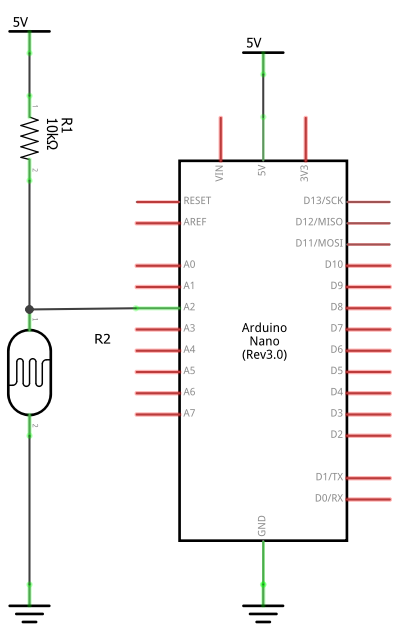 5V
5V
1
R1
10kΩ
2
VIN
5V
3V3
RESET
D13/SCK
AREF
D12/MISO
D11/MOSI
A0
D10
A1
D9
A2
D8
1
R2
A3
D7
Arduino
Nano
(Rev3.0)
A4
D6
A5
D5
A6
D4
A7
D3
2
D2
D1/TX
D0/RX
GND